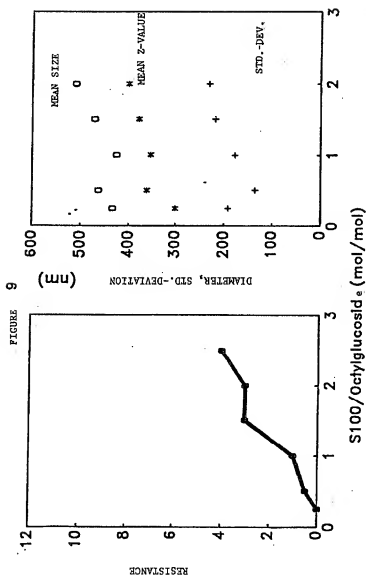 FIGURE 9
RESISTANCE
12
10
8
6
4
2
0
0
1
2
3
DIAMETER, STD.-DEVIATION
(nm)
600
500
400
300
200
100
0
0
1
2
3
MEAN SIZE
MEAN Z-VALUE
STD.-DEV.
S100/Octylglucoside (mol/mol)